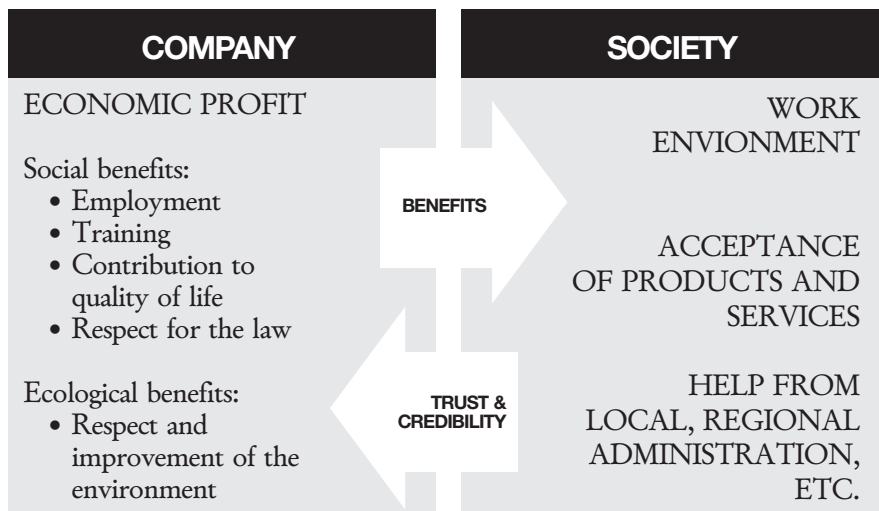 COMPANY
ECONOMIC PROFIT
Social benefits:
• Employment
• Training
• Contribution to
quality of life
• Respect for the law
Ecological benefits:
• Respect and
improvement of the
environment
BENEFITS
TRUST &
CREDIBILITY
SOCIETY
WORK
ENVIONMENT
ACCEPTANCE
OF PRODUCTS AND
SERVICES
HELP FROM
LOCAL, REGIONAL
ADMINISTRATION,
ETC.